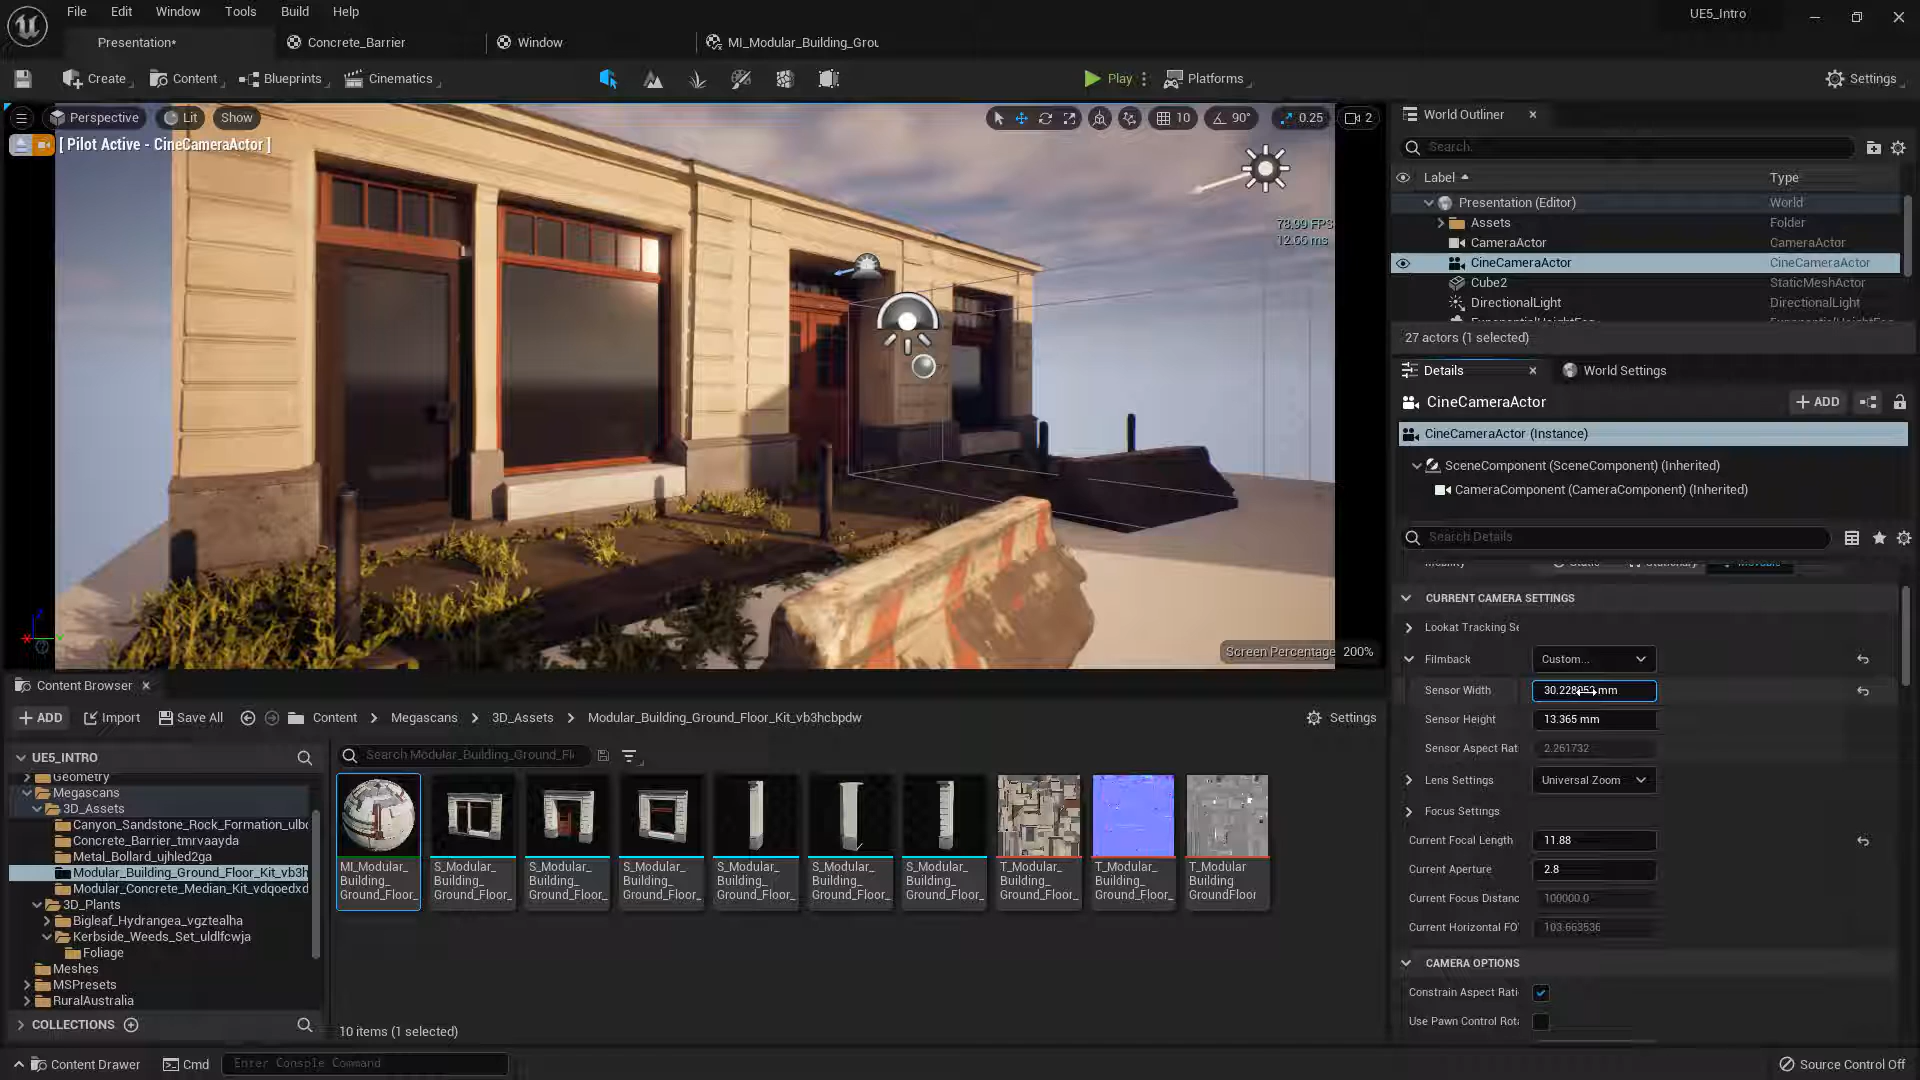 File Edit Window Tools Build Help
UE5_Intro
Presentation*
Concrete_Barrier
Window
MI_Modular_Building_Grou
Create
Content
Blueprints
Cinematics
Play
Platforms
Settings
Perspective
Lit
Show
10
90°
0.25
2
[ Pilot Active - CineCameraActor ]
12.66 ms
Screen Percentage 200%
World Outliner
Search.
Label
Type
Presentation (Editor) World
Assets Folder
CameraActor CameraActor
CineCameraActor CineCameraActor
Cube2 StaticMeshActor
DirectionalLight DirectionalLight
27 actors (1 selected)
Details
World Settings
CineCameraActor
+ ADD
CineCameraActor (Instance)
SceneComponent (SceneComponent) (Inherited)
CameraComponent (CameraComponent) (Inherited)
Search Details
CURRENT CAMERA SETTINGS
Lookat Tracking Se
Filmback Custom...
Sensor Width mm
Sensor Height 13.365 mm
Sensor Aspect Rat 2.261732
Lens Settings Universal Zoom
Focus Settings
Current Focal Length 11.88
Current Aperture 2.8
Current Focus Distanc 100000.0
Current Horizontal FO 103.663536
CAMERA OPTIONS
Constrain Aspect Rati
Use Pawn Control Rota
Content Browser
ADD
Import
Save All
Content > Megascans > 3D_Assets > Modular_Building_Ground_Floor_Kit_vb3hcbpdw
Settings
UE5_INTRO
Search Modular_Building_Ground_Fl
Geometry
Megascans
3D_Assets
Canyon_Sandstone_Rock_Formation_ulbc
Concrete_Barrier_tmrvaayda
Metal_Bollard_ujhled2ga
Modular_Building_Ground_Floor_Kit_vb3h
Modular_Concrete_Median_Kit_vdqoedxd
3D_Plants
Bigleaf_Hydrangea_vgztealha
Kerbside_Weeds_Set_uldlfcwja
Foliage
Meshes
MSPresets
RuralAustralia
COLLECTIONS
MI_Modular_
Building_
Ground_Floor_
S_Modular_
Building_
Ground_Floor_
S_Modular_
Building_
Ground_Floor_
S_Modular_
Building_
Ground_Floor_
S_Modular_
Building_
Ground_Floor_
S_Modular_
Building_
Ground_Floor_
S_Modular_
Building_
Ground_Floor_
T_Modular_
Building_
Ground_Floor_
T_Modular_
Building_
Ground_Floor_
T_Modular
Building
GroundFloor
10 items (1 selected)
Content Drawer
Cmd
Enter Console Command
Source Control Off